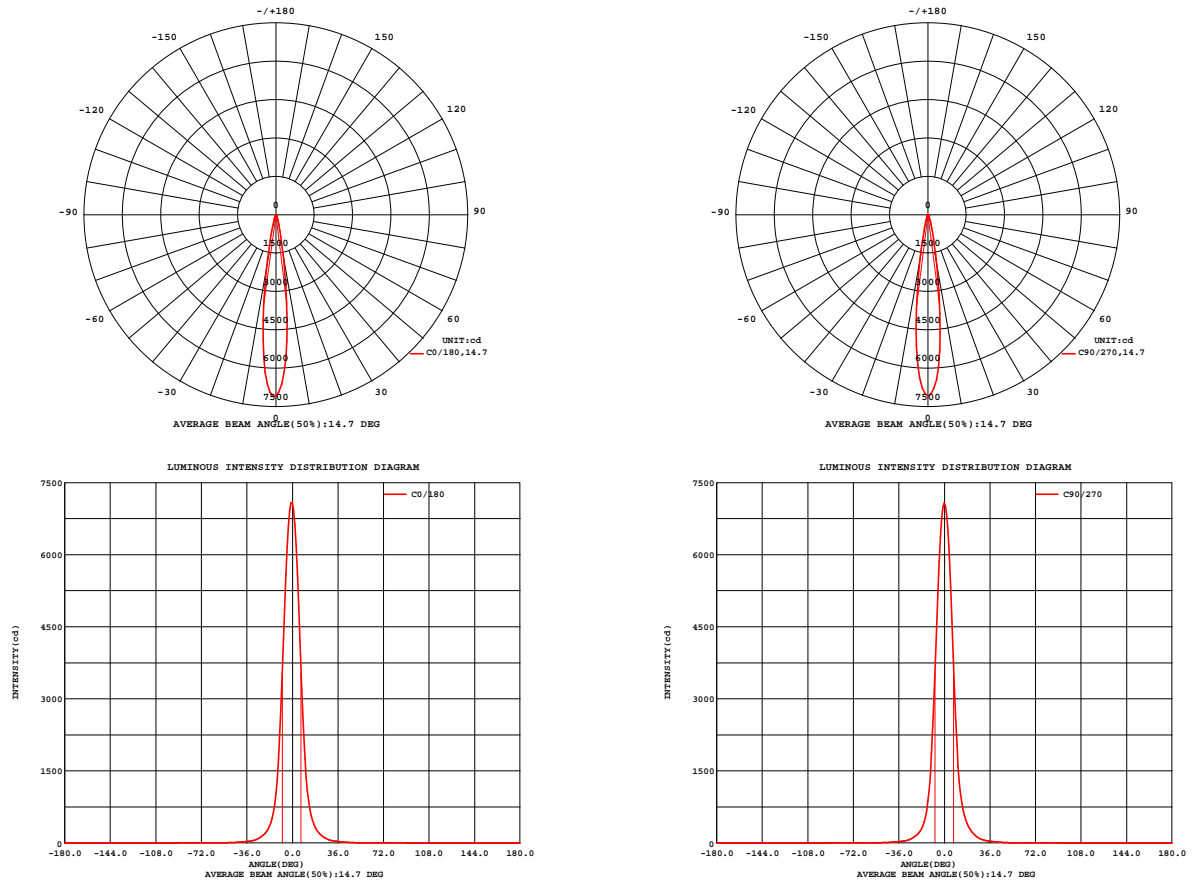 -/+180
-150 150
-120 120
-90 0 90
1500
3000
-60 4500 60
UNIT:cd
C0/180,14.7
6000
-30 30
7500
0
AVERAGE BEAM ANGLE(50%):14.7 DEG
-/+180
-150 150
-120 120
-90 0 90
1500
3000
-60 4500 60
UNIT:cd
C90/270,14.7
6000
-30 30
7500
0
AVERAGE BEAM ANGLE(50%):14.7 DEG
LUMINOUS INTENSITY DISTRIBUTION DIAGRAM
C0/180
7500
6000
4500
3000
1500
0
INTENSITY(cd)
-180.0 -144.0 -108.0 -72.0 -36.0 0.0 36.0 72.0 108.0 144.0 180.0
ANGLE(DEG)
AVERAGE BEAM ANGLE(50%):14.7 DEG
LUMINOUS INTENSITY DISTRIBUTION DIAGRAM
C90/270
7500
6000
4500
3000
1500
0
INTENSITY(cd)
-180.0 -144.0 -108.0 -72.0 -36.0 0.0 36.0 72.0 108.0 144.0 180.0
ANGLE(DEG)
AVERAGE BEAM ANGLE(50%):14.7 DEG